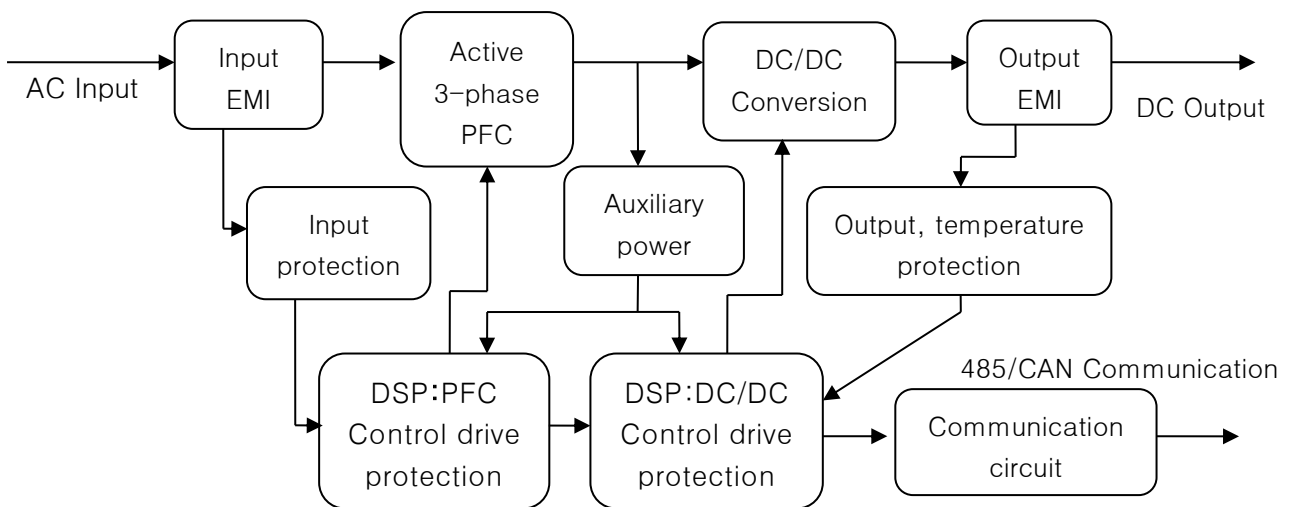 AC Input
Input
EMI
Active
3-phase
PFC
DC/DC
Conversion
Output
EMI
DC Output
Input
protection
Auxiliary
power
Output, temperature
protection
DSP:PFC
Control drive
protection
DSP:DC/DC
Control drive
protection
485/CAN Communication
Communication
circuit